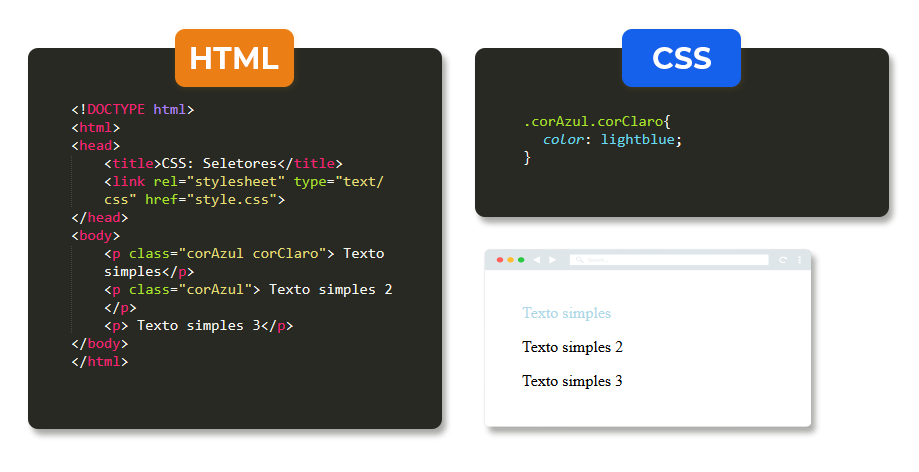 HTML
<!DOCTYPE html>
<html>
<head>
<title>CSS: Seletores</title>
<link rel="stylesheet" type="text/
css" href="style.css">
</head>
<body>
<p class="corAzul corClaro"> Texto
simples</p>
<p class="corAzul"> Texto simples 2
</p>
<p> Texto simples 3</p>
</body>
</html>
CSS
.corAzul.corClaro{
color: lightblue;
}
Texto simples
Texto simples 2
Texto simples 3